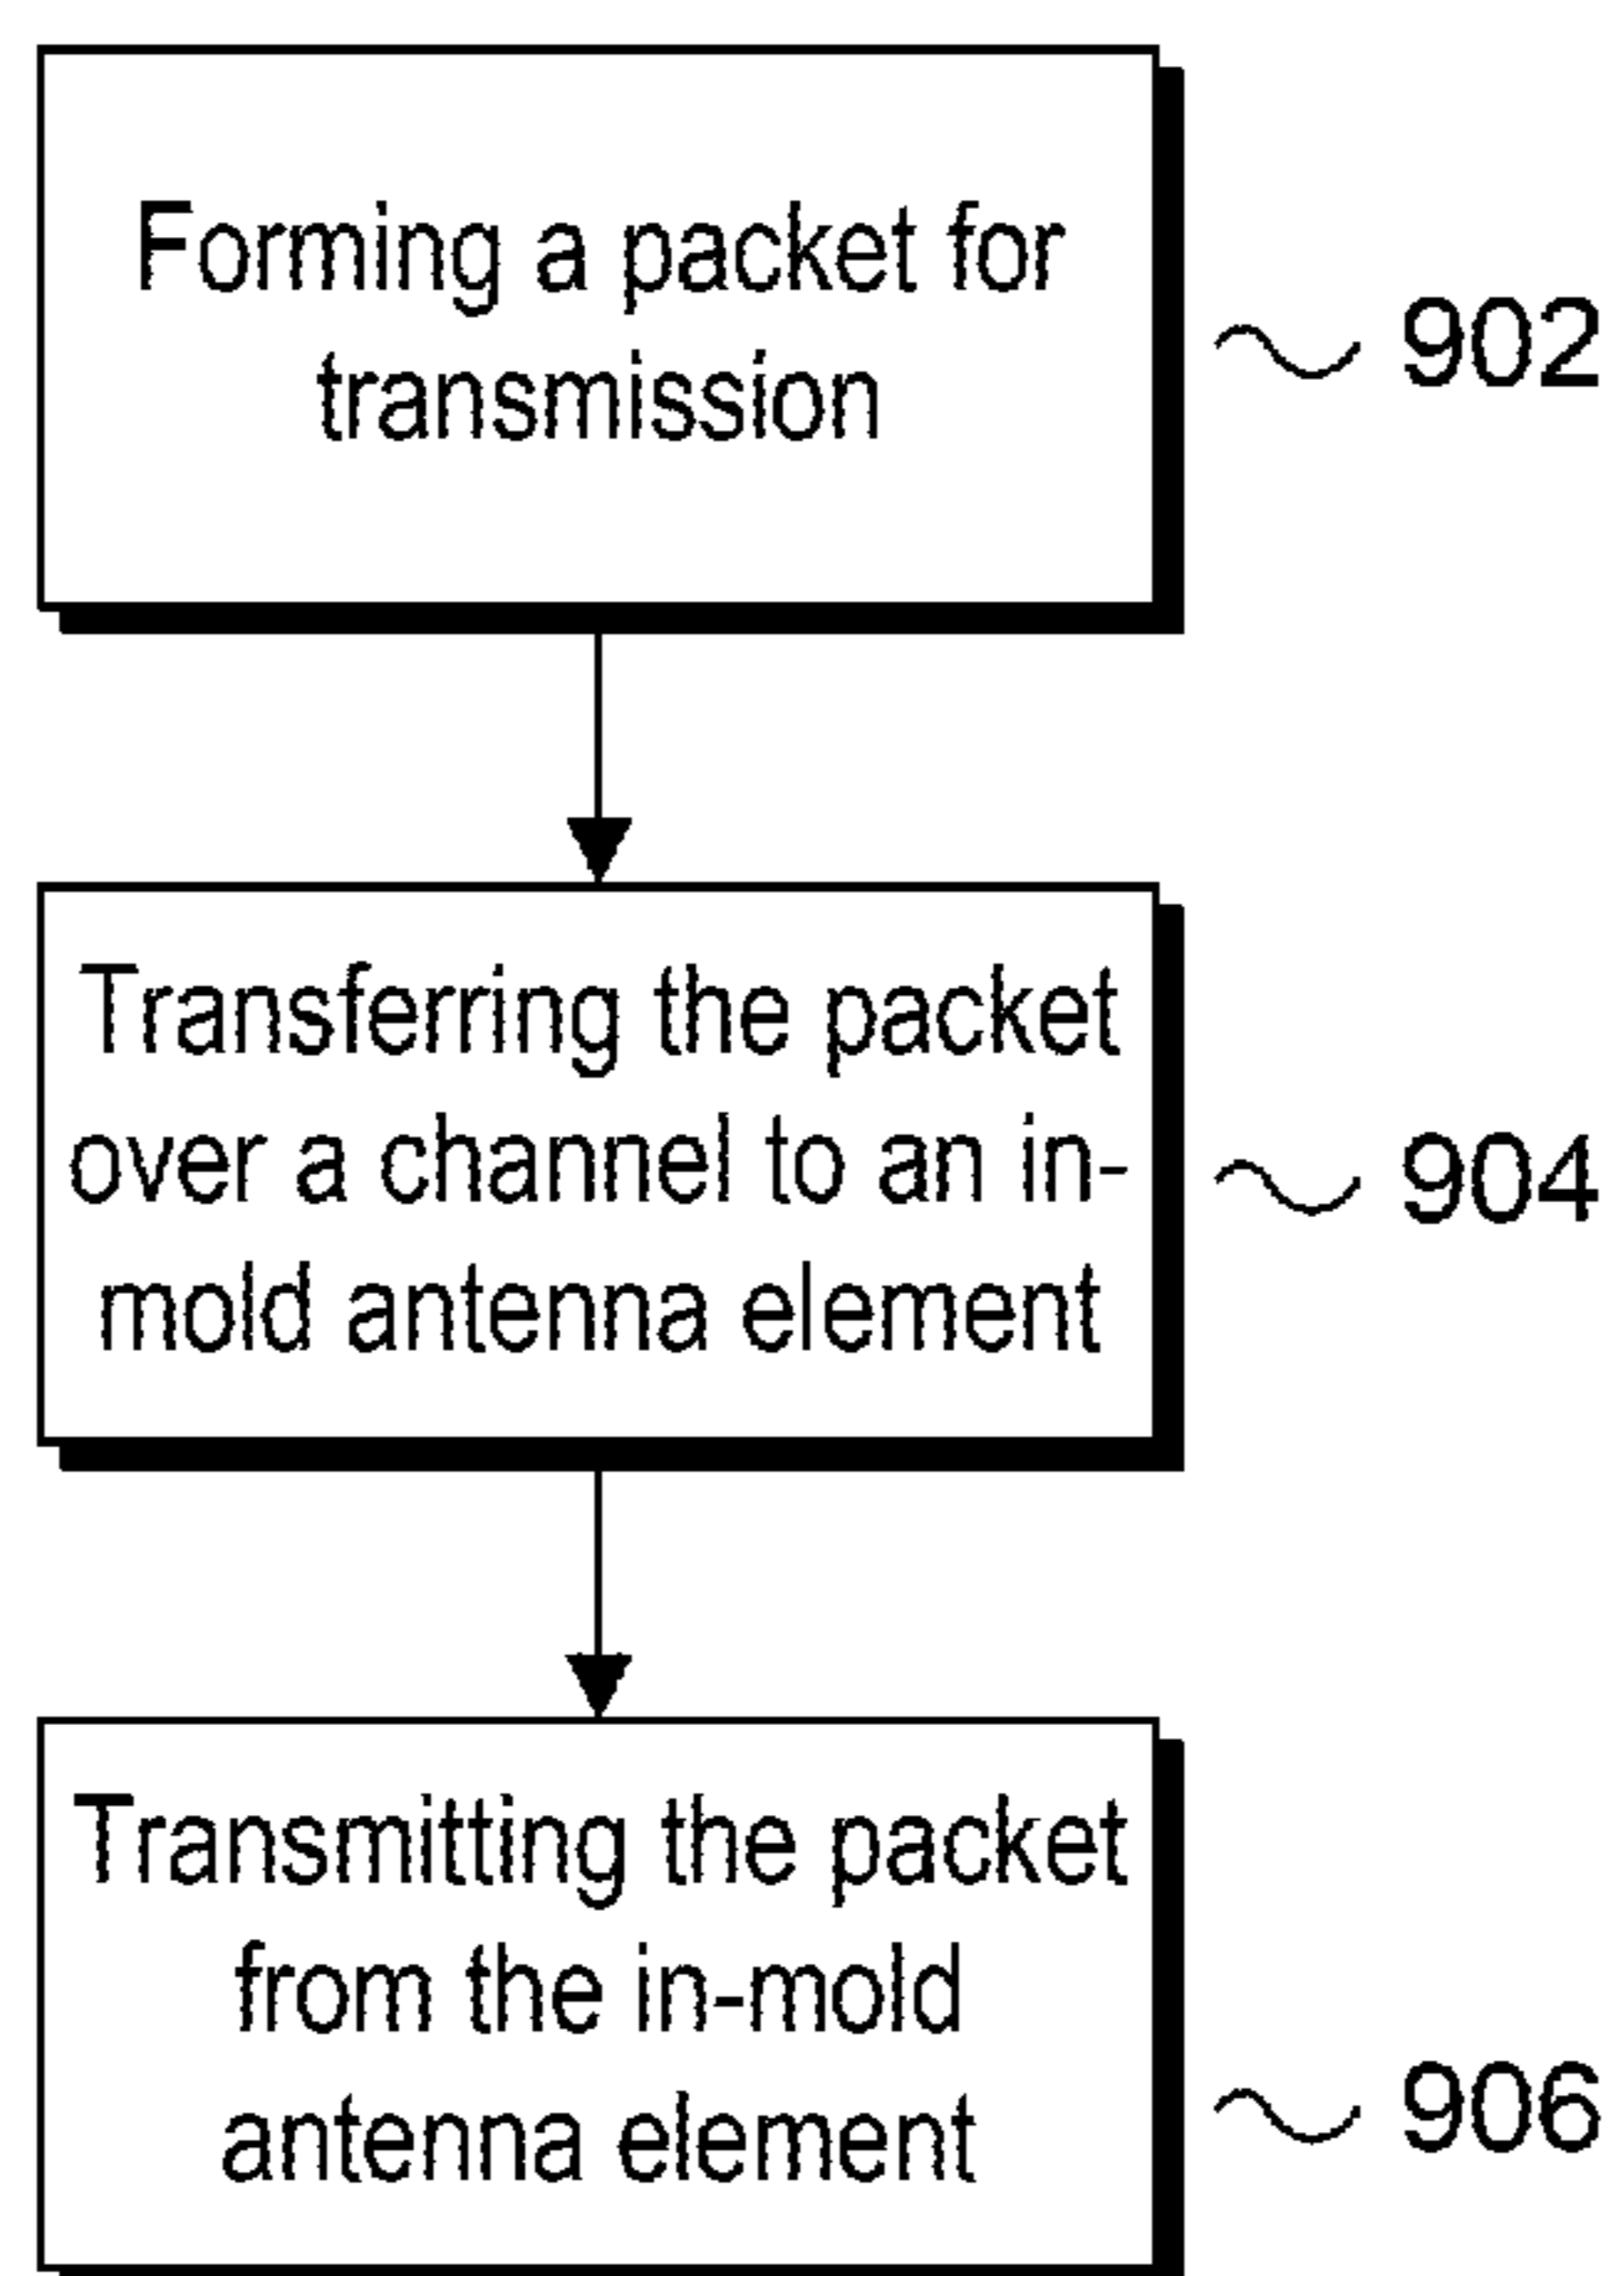 Forming a packet for
transmission
902
Transferring the packet
over a channel to an in-
mold antenna element
904
Transmitting the packet
from the in-mold
antenna element
906